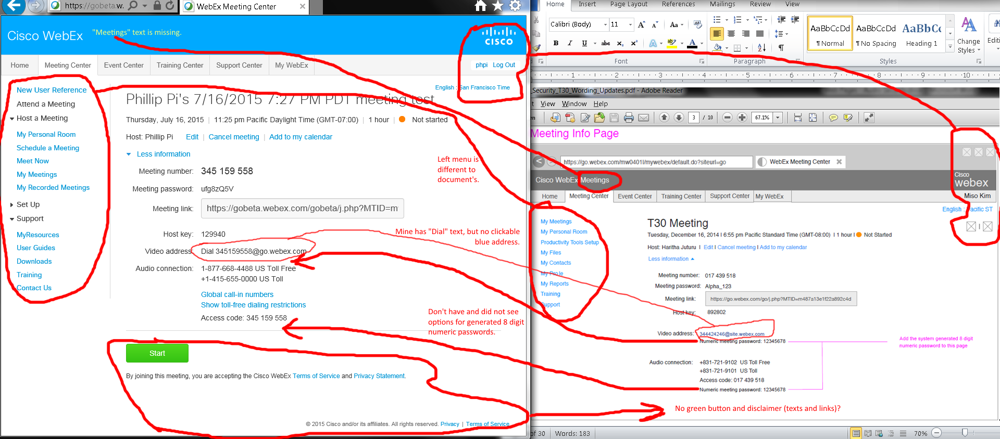 https://gobeta.w.
WebEx Meeting Center
Cisco WebEx
"Meetings" text is missing.
CISCO
Home
Meeting Center
Event Center
Training Center
Support Center
My WebEx
phpi Log Out
English : San Francisco Time
New User Reference
Attend a Meeting
Host a Meeting
My Personal Room
Schedule a Meeting
Meet Now
My Meetings
My Recorded Meetings
Set Up
Support
MyResources
User Guides
Downloads
Training
Contact Us
Phillip Pi's 7/16/2015 7:27 PM PDT meeting test
Thursday, July 16, 2015 | 11:25 pm Pacific Daylight Time (GMT-07:00) | 1 hour | Not started
Host: Phillip Pi Edit | Cancel meeting | Add to my calendar
Less information
Meeting number: 345 159 558
Meeting password: ufg8zQ5V
Meeting link: https://gobeta.webex.com/gobeta/j.php?MTID=m
Host key: 129940
Video address: Dial 345159558@go.webex.com
Audio connection: 1-877-668-4488 US Toll Free
+1-415-655-0000 US Toll
Global call-in numbers
Show toll-free dialing restrictions
Access code: 345 159 558
Start
By joining this meeting, you are accepting the Cisco WebEx Terms of Service and Privacy Statement.
© 2015 Cisco and/or its affiliates. All rights reserved. Privacy | Terms of Service
Left menu is
different to
document's.
Mine has "Dial" text, but no clickable
blue address.
Don't have and did not see
options for generated 8 digit
numeric passwords.
Home Insert Page Layout References Mailings Review View
Calibri (Body) 11
Aa
B I U abc x₂ x² A ab A
Font
Paragraph
AaBbCcDd AaBbCcDd AaBbCc
¶ Normal ¶ No Spacing Heading 1
Change
Styles
Styles
Editi
1 2 3 4 5 6 7 8 9 10
_Security_T30_Wording_Updates.pdf - Adobe Reader
t View Window Help
en
3 / 10
67.1%
Meeting Info Page
https://go.webex.com/mw0401l/mywebex/default.do?siteurl=go
WebEx Meeting Center
Cisco WebEx Meetings
Cisco
webex
Home
Meeting Center
Event Center
Training Center
Support Center
My WebEx
Miso Kim
English : Pacific ST
My Meetings
My Personal Room
Productivity Tools Setup
My Files
My Contacts
My Reports
Training
Support
T30 Meeting
Tuesday, December 16, 2014 I 6:55 pm Pacific Standard Time (GMT-08:00) I 1 hour I Not Started
Host: Haritha Juturu I Edit I Cancel meeting I Add to my calendar
Less information
Meeting number: 017 439 518
Meeting password: Alpha_123
Meeting link: https://go.webex.com/go/j.php?MTID=m487a13e1f22a892c4d
Host key: 892802
Video address: 344424246@site.webex.com
Numeric meeting password: 12345678
Add the system generated 8 digit
numeric password to this page
Audio connection: +831-721-9102 US Toll Free
+831-721-9101 US Toll
Access code: 017 439 518
Numeric meeting password: 12345678
No green button and disclaimer (texts and links)?
of 30 Words: 183
70%